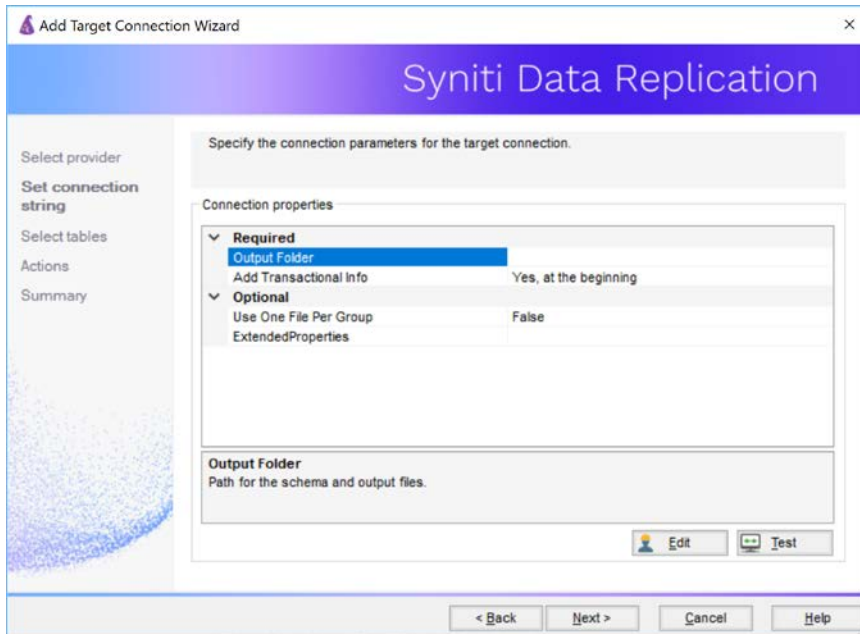 Add Target Connection Wizard
Syniti Data Replication
Select provider
Set connection
string
Select tables
Actions
Summary
Specify the connection parameters for the target connection.
Connection properties
Required
Output Folder
Add Transactional Info Yes, at the beginning
Optional
Use One File Per Group False
ExtendedProperties
Output Folder
Path for the schema and output files.
Edit Test
< Back Next > Cancel Help